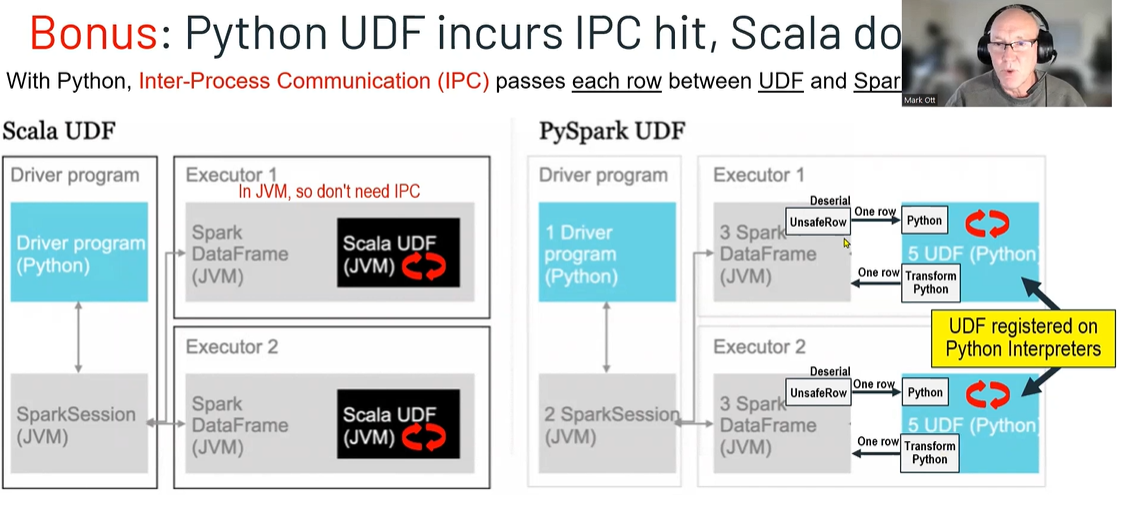 Bonus: Python UDF incurs IPC hit, Scala do
With Python, Inter-Process Communication (IPC) passes each row between UDF and Spar
Mark Ott
Scala UDF
Driver program
Driver program
(Python)
SparkSession
(JVM)
Executor 1
In JVM, so don't need IPC
Spark
DataFrame
(JVM)
Scala UDF
(JVM)
Executor 2
Spark
DataFrame
(JVM)
Scala UDF
(JVM)
PySpark UDF
Driver program
1 Driver
program
(Python)
2 SparkSession
(JVM)
Executor 1
3 Spark
DataFrame
(JVM)
Deserial
UnsafeRow
One row
Python
5 UDF (Python)
One row
Transform
Python
Executor 2
3 Spark
DataFrame
(JVM)
Deserial
UnsafeRow
One row
Python
5 UDF (Python)
One row
Transform
Python
UDF registered on
Python Interpreters